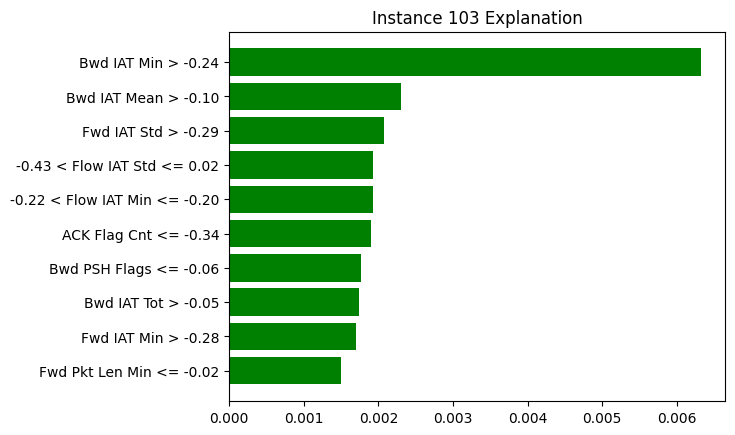 Instance 103 Explanation
Bwd IAT Min > -0.24
Bwd IAT Mean > -0.10
Fwd IAT Std > -0.29
-0.43 < Flow IAT Std <= 0.02
-0.22 < Flow IAT Min <= -0.20
ACK Flag Cnt <= -0.34
Bwd PSH Flags <= -0.06
Bwd IAT Tot > -0.05
Fwd IAT Min > -0.28
Fwd Pkt Len Min <= -0.02
0.000 0.001 0.002 0.003 0.004 0.005 0.006